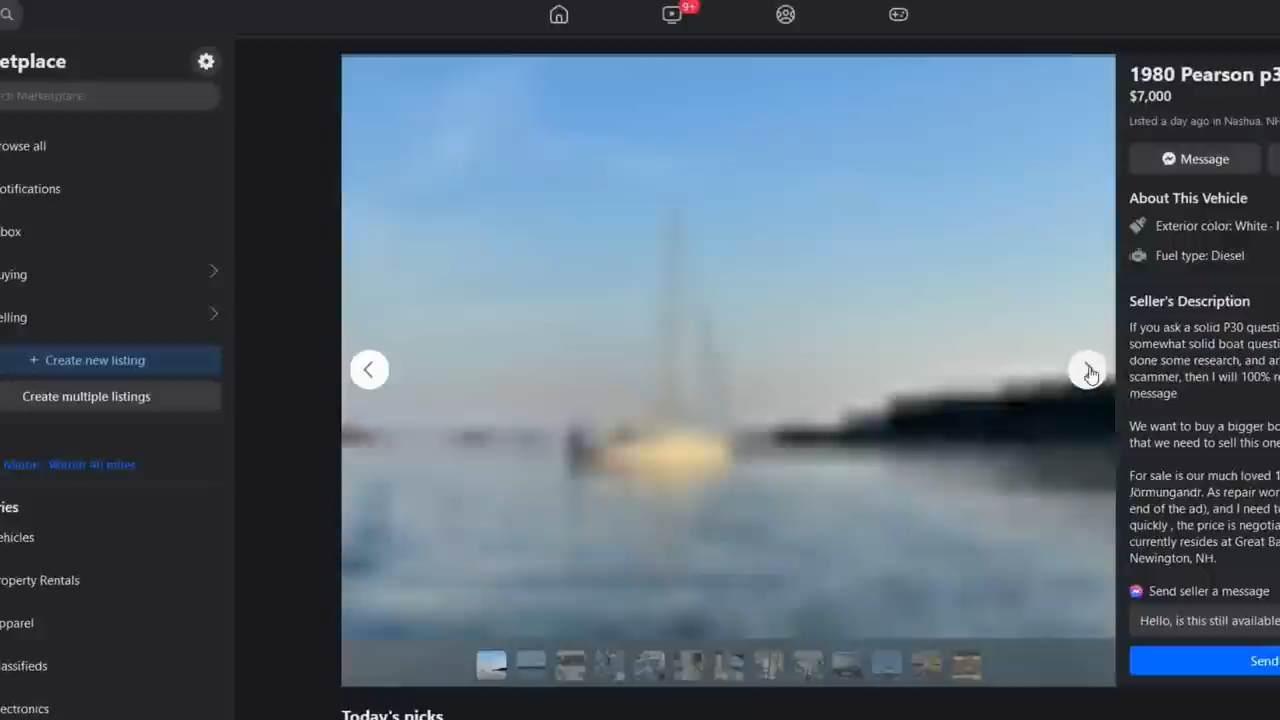 9+
etplace
ch Marketplace
rowse all
otifications
box
uying
elling
+ Create new listing
Create multiple listings
ries
ehicles
roperty Rentals
pparel
lassifieds
ectronics
1980 Pearson p3
$7,000
Listed a day ago in Nashua, NH
Message
About This Vehicle
Exterior color: White · I
Fuel type: Diesel
Seller's Description
If you ask a solid P30 questi
somewhat solid boat questi
done some research, and ar
scammer, then I will 100% re
message
We want to buy a bigger bo
that we need to sell this one
For sale is our much loved 1
Jörmungandr. As repair wor
end of the ad), and I need to
quickly , the price is negotia
currently resides at Great Ba
Newington, NH.
Send seller a message
Hello, is this still available
Send
Today's picks